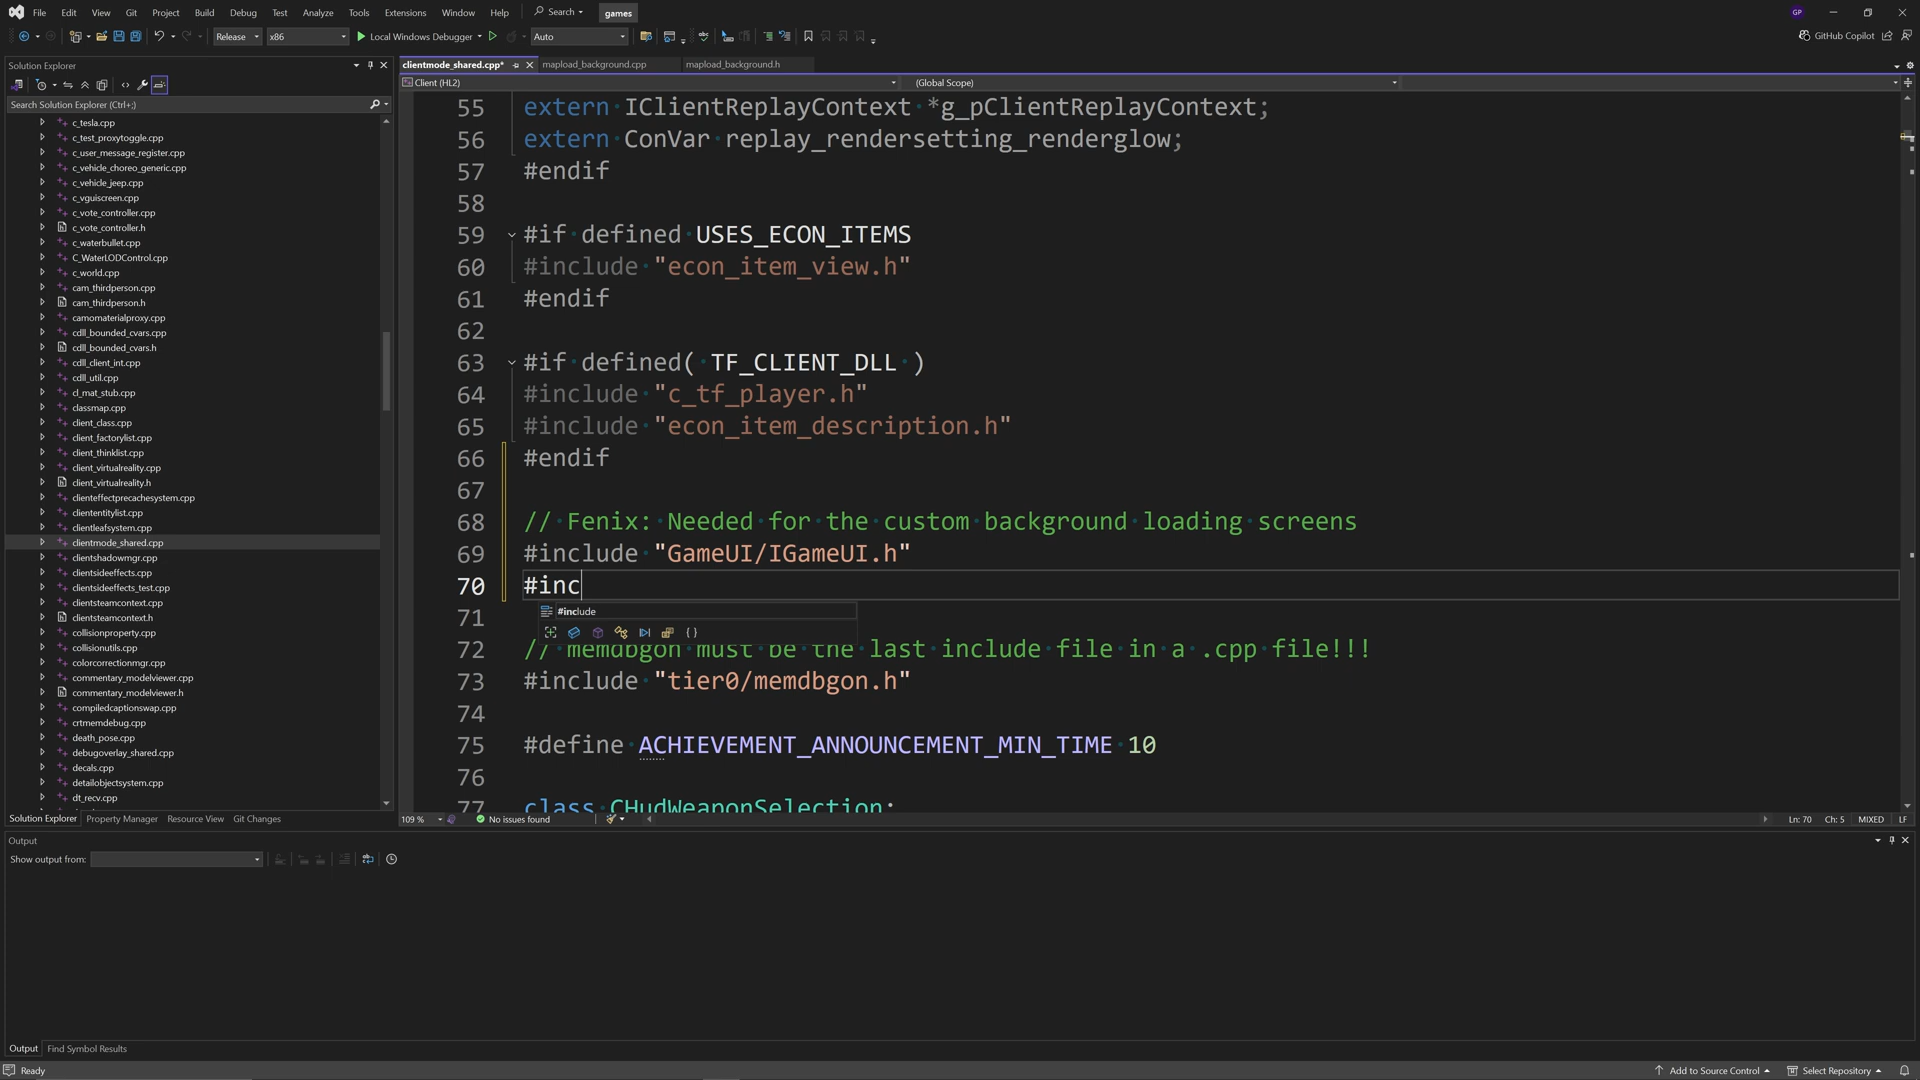 File Edit View Git Project Build Debug Test Analyze Tools Extensions Window Help Search games GP
Release x86 Local Windows Debugger Auto GitHub Copilot
Solution Explorer
Search Solution Explorer (Ctrl+;)
c_tesla.cpp
c_test_proxytoggle.cpp
c_user_message_register.cpp
c_vehicle_choreo_generic.cpp
c_vehicle_jeep.cpp
c_vguiscreen.cpp
c_vote_controller.cpp
c_vote_controller.h
c_waterbullet.cpp
C_WaterLODControl.cpp
c_world.cpp
cam_thirdperson.cpp
cam_thirdperson.h
camomaterialproxy.cpp
cdll_bounded_cvars.cpp
cdll_bounded_cvars.h
cdll_client_int.cpp
cdll_util.cpp
cl_mat_stub.cpp
classmap.cpp
client_class.cpp
client_factorylist.cpp
client_thinklist.cpp
client_virtualreality.cpp
client_virtualreality.h
clienteffectprecachesystem.cpp
cliententitylist.cpp
clientleafsystem.cpp
clientmode_shared.cpp
clientshadowmgr.cpp
clientsideeffects.cpp
clientsideeffects_test.cpp
clientsteamcontext.cpp
clientsteamcontext.h
collisionproperty.cpp
collisionutils.cpp
colorcorrectionmgr.cpp
commentary_modelviewer.cpp
commentary_modelviewer.h
compiledcaptionswap.cpp
crtmemdebug.cpp
death_pose.cpp
debugoverlay_shared.cpp
decals.cpp
detailobjectsystem.cpp
dt_recv.cpp
Solution Explorer Property Manager Resource View Git Changes
clientmode_shared.cpp* mapload_background.cpp mapload_background.h
Client (HL2) (Global Scope)
55 extern IClientReplayContext *g_pClientReplayContext;
56 extern ConVar replay_rendersetting_renderglow;
57 #endif
58
59 #if defined USES_ECON_ITEMS
60 #include "econ_item_view.h"
61 #endif
62
63 #if defined( TF_CLIENT_DLL )
64 #include "c_tf_player.h"
65 #include "econ_item_description.h"
66 #endif
67
68 // Fenix: Needed for the custom background loading screens
69 #include "GameUI/IGameUI.h"
70 #inc
#include
71
72 // memdbgon must be the last include file in a .cpp file!!!
73 #include "tier0/memdbgon.h"
74
75 #define ACHIEVEMENT_ANNOUNCEMENT_MIN_TIME 10
76
77 class CHudWeaponSelection;
109 % No issues found Ln: 70 Ch: 5 MIXED LF
Output
Show output from:
Output Find Symbol Results
Ready Add to Source Control Select Repository